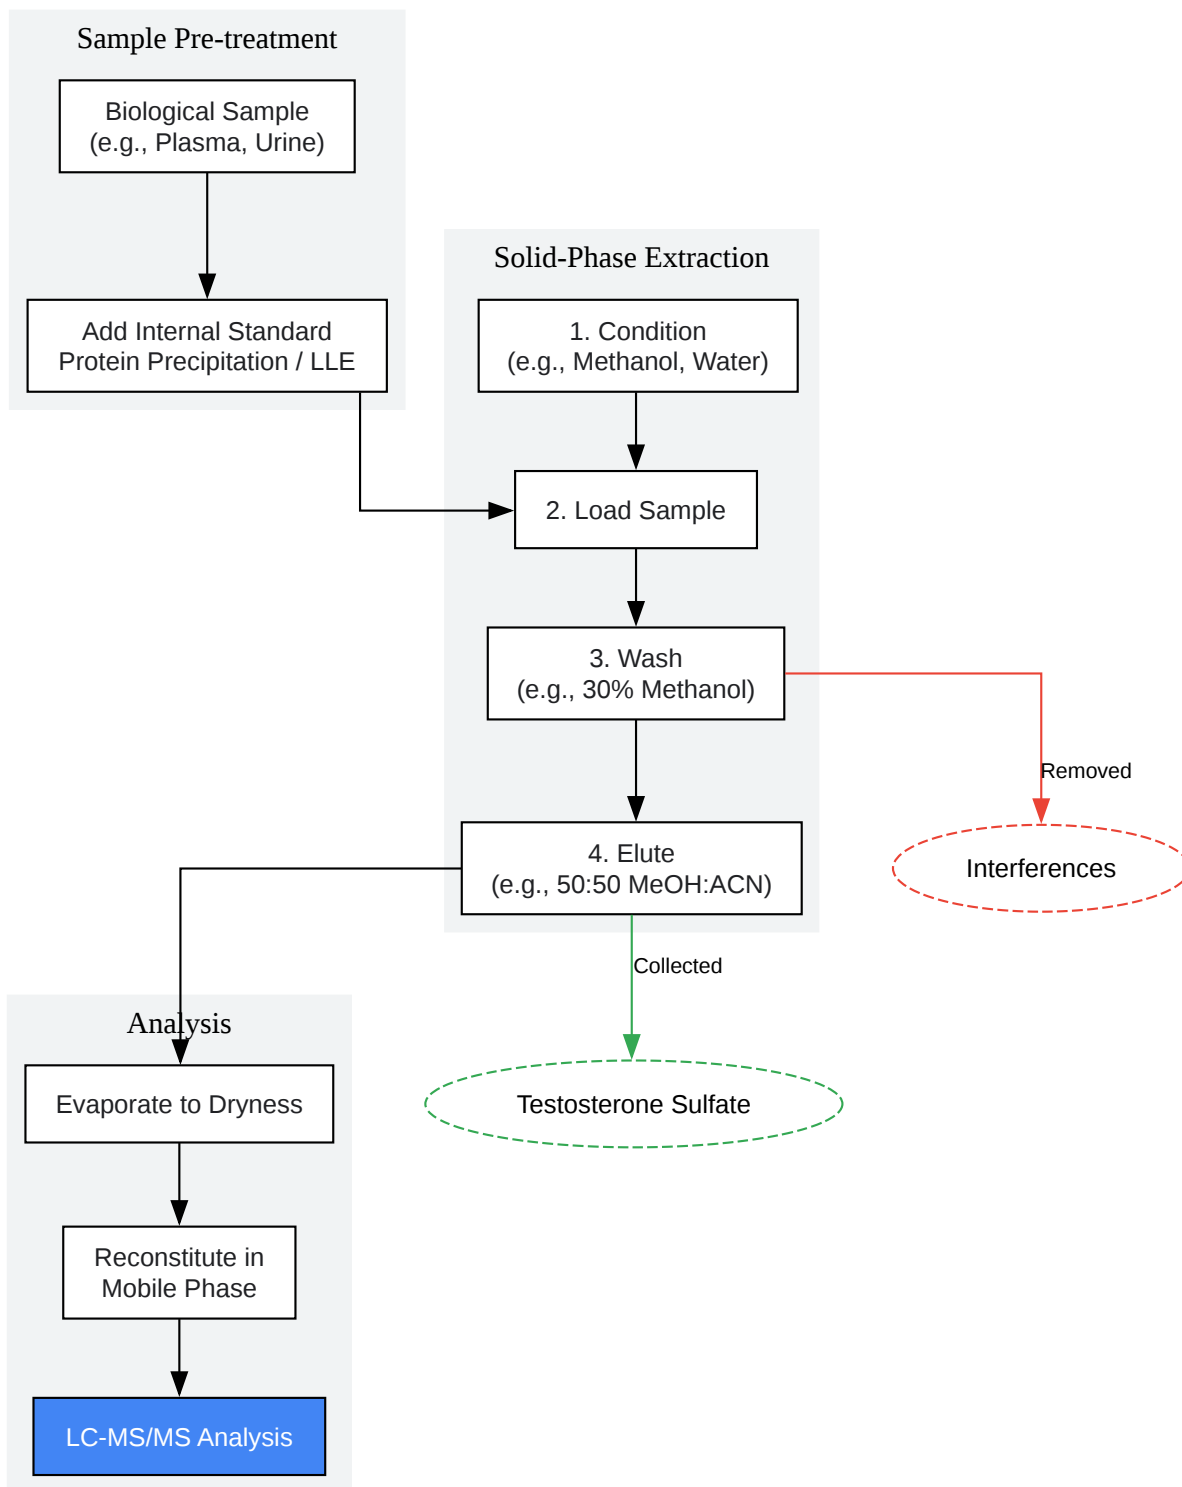 Sample Pre-treatment
Biological Sample
(e.g., Plasma, Urine)
Add Internal Standard
Protein Precipitation / LLE
Solid-Phase Extraction
1. Condition
(e.g., Methanol, Water)
2. Load Sample
3. Wash
(e.g., 30% Methanol)
Removed
Interferences
4. Elute
(e.g., 50:50 MeOH:ACN)
Collected
Testosterone Sulfate
Analysis
Evaporate to Dryness
Reconstitute in
Mobile Phase
LC-MS/MS Analysis